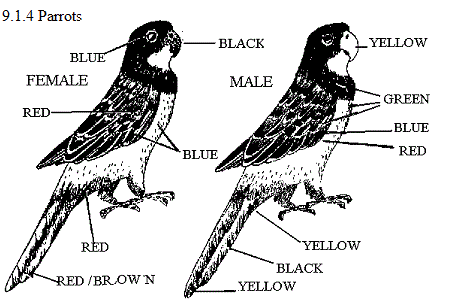 9.1.4 Parrots
BLUE
BLACK
FEMALE
RED
BLUE
RED
RED/BROWN
YELLOW
MALE
GREEN
BLUE
RED
YELLOW
BLACK
YELLOW